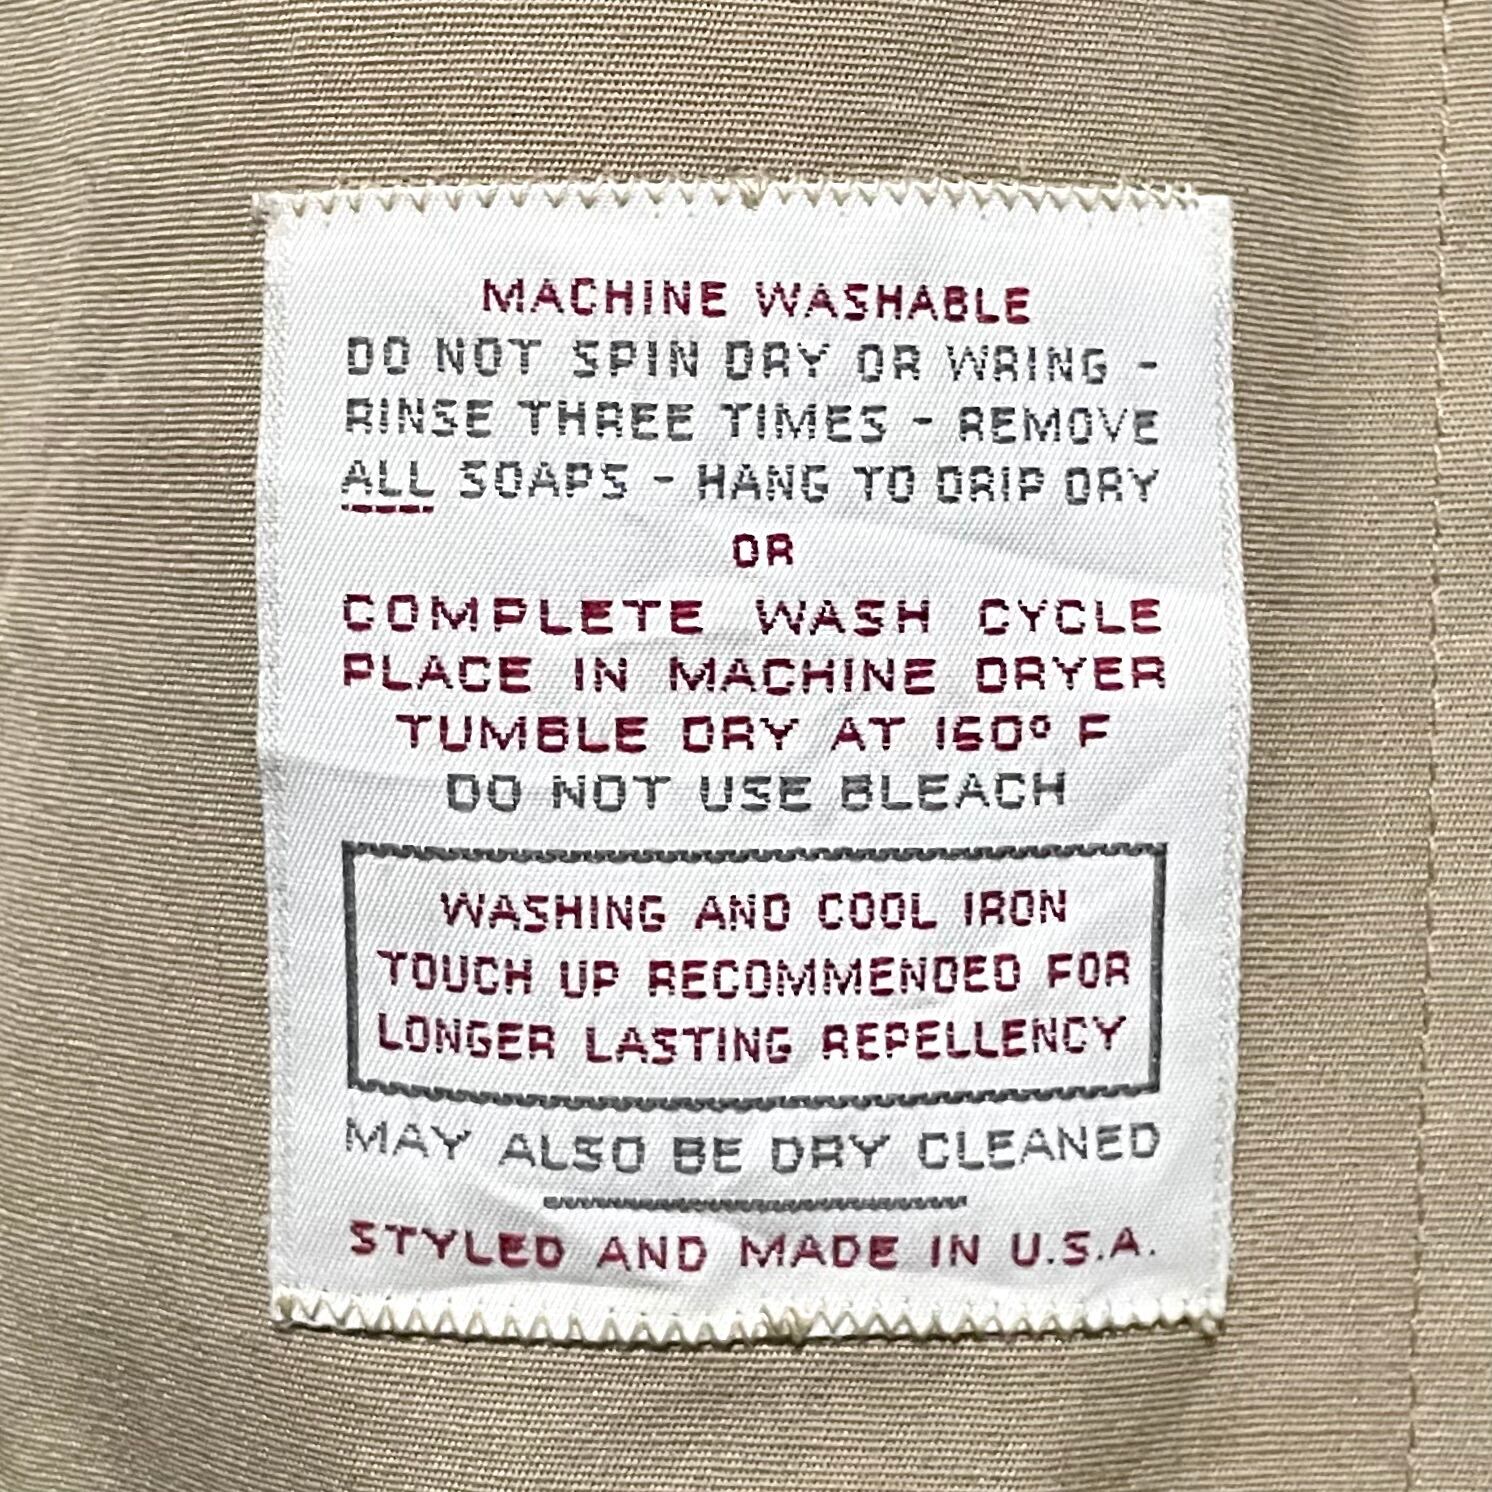 MACHINE WASHABLE
DO NOT SPIN DRY OR WRING -
RINSE THREE TIMES - REMOVE
ALL SOAPS - HANG TO DRIP DRY
OR
COMPLETE WASH CYCLE
PLACE IN MACHINE DRYER
TUMBLE DRY AT 160° F
DO NOT USE BLEACH
WASHING AND COOL IRON
TOUCH UP RECOMMENDED FOR
LONGER LASTING REPELLENCY
MAY ALSO BE DRY CLEANED
STYLED AND MADE IN U.S.A.